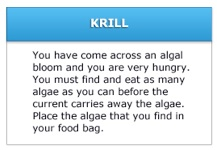 KRILL
You have come across an algal
bloom and you are very hungry.
You must find and eat as many
algae as you can before the
current carries away the algae.
Place the algae that you find in
your food bag.